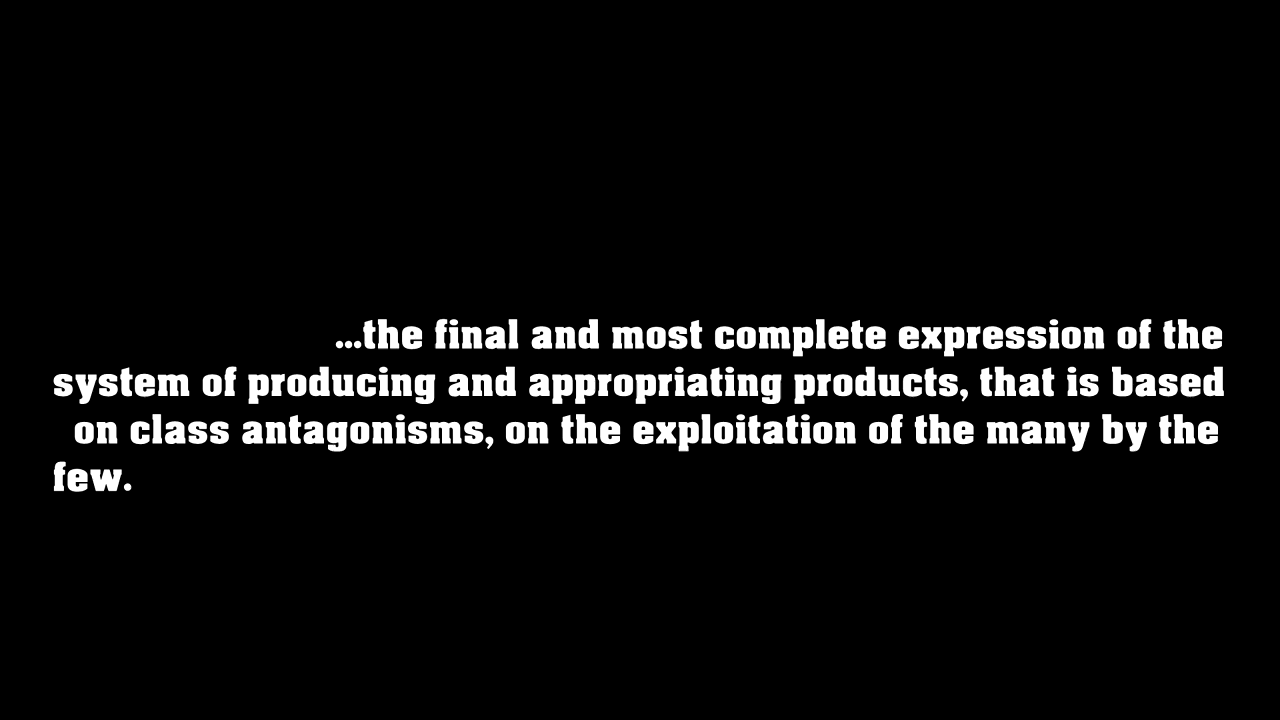 ...the final and most complete expression of the
system of producing and appropriating products, that is based
on class antagonisms, on the exploitation of the many by the
few.